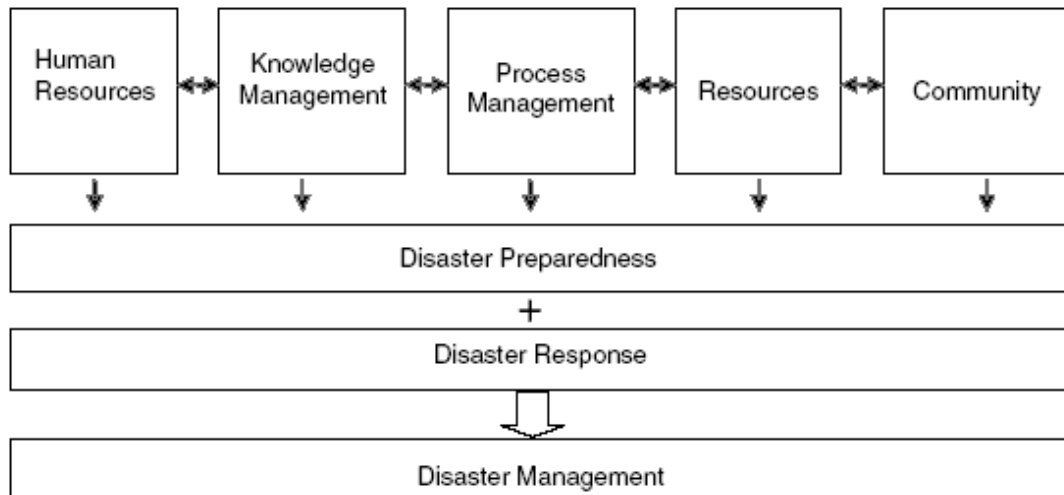 Human
Resources
Knowledge
Management
Process
Management
Resources
Community
Disaster Preparedness
+
Disaster Response
Disaster Management